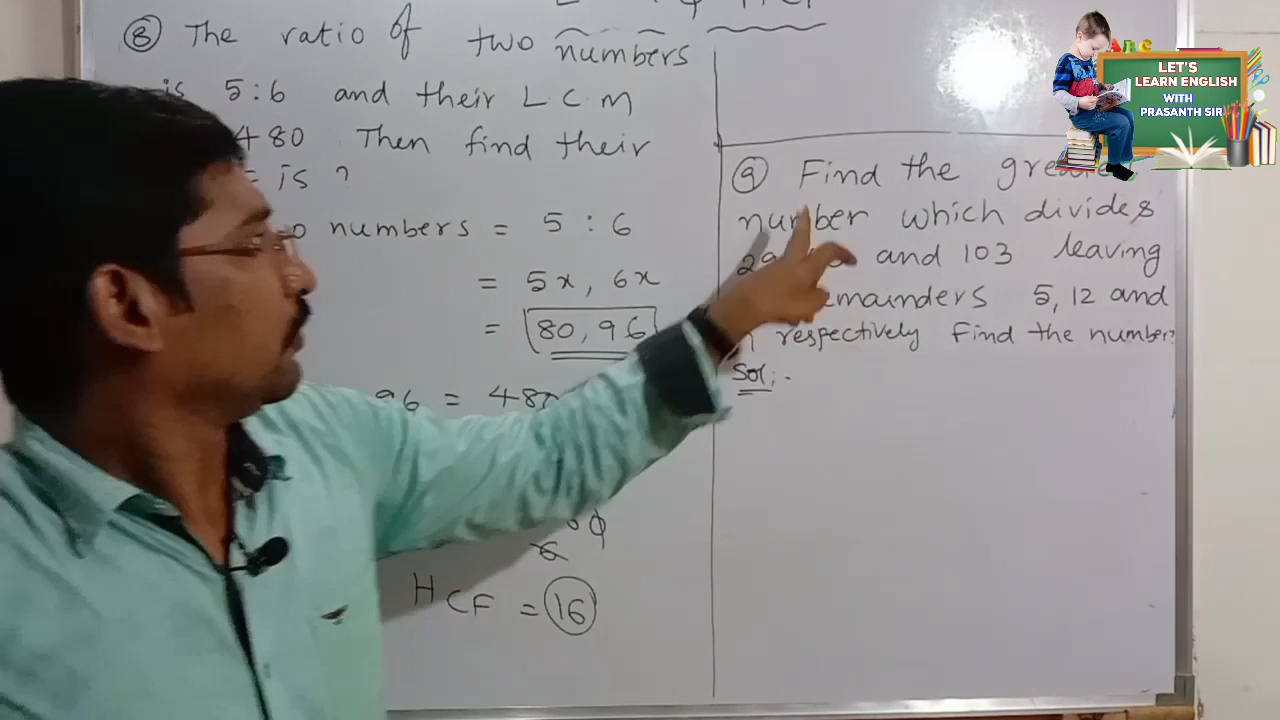 ⑧ The ratio of two numbers
is 5:6 and their LCM
480 Then find their
is ?
numbers = 5 : 6
= 5x, 6x
= 80, 96
96 = 480
HCF = 16
⑨ Find the
number which divides
and 103 leaving
5, 12 and
respectively Find the number?
Sol:-
LET'S
LEARN ENGLISH
WITH
PRASANTH SIR